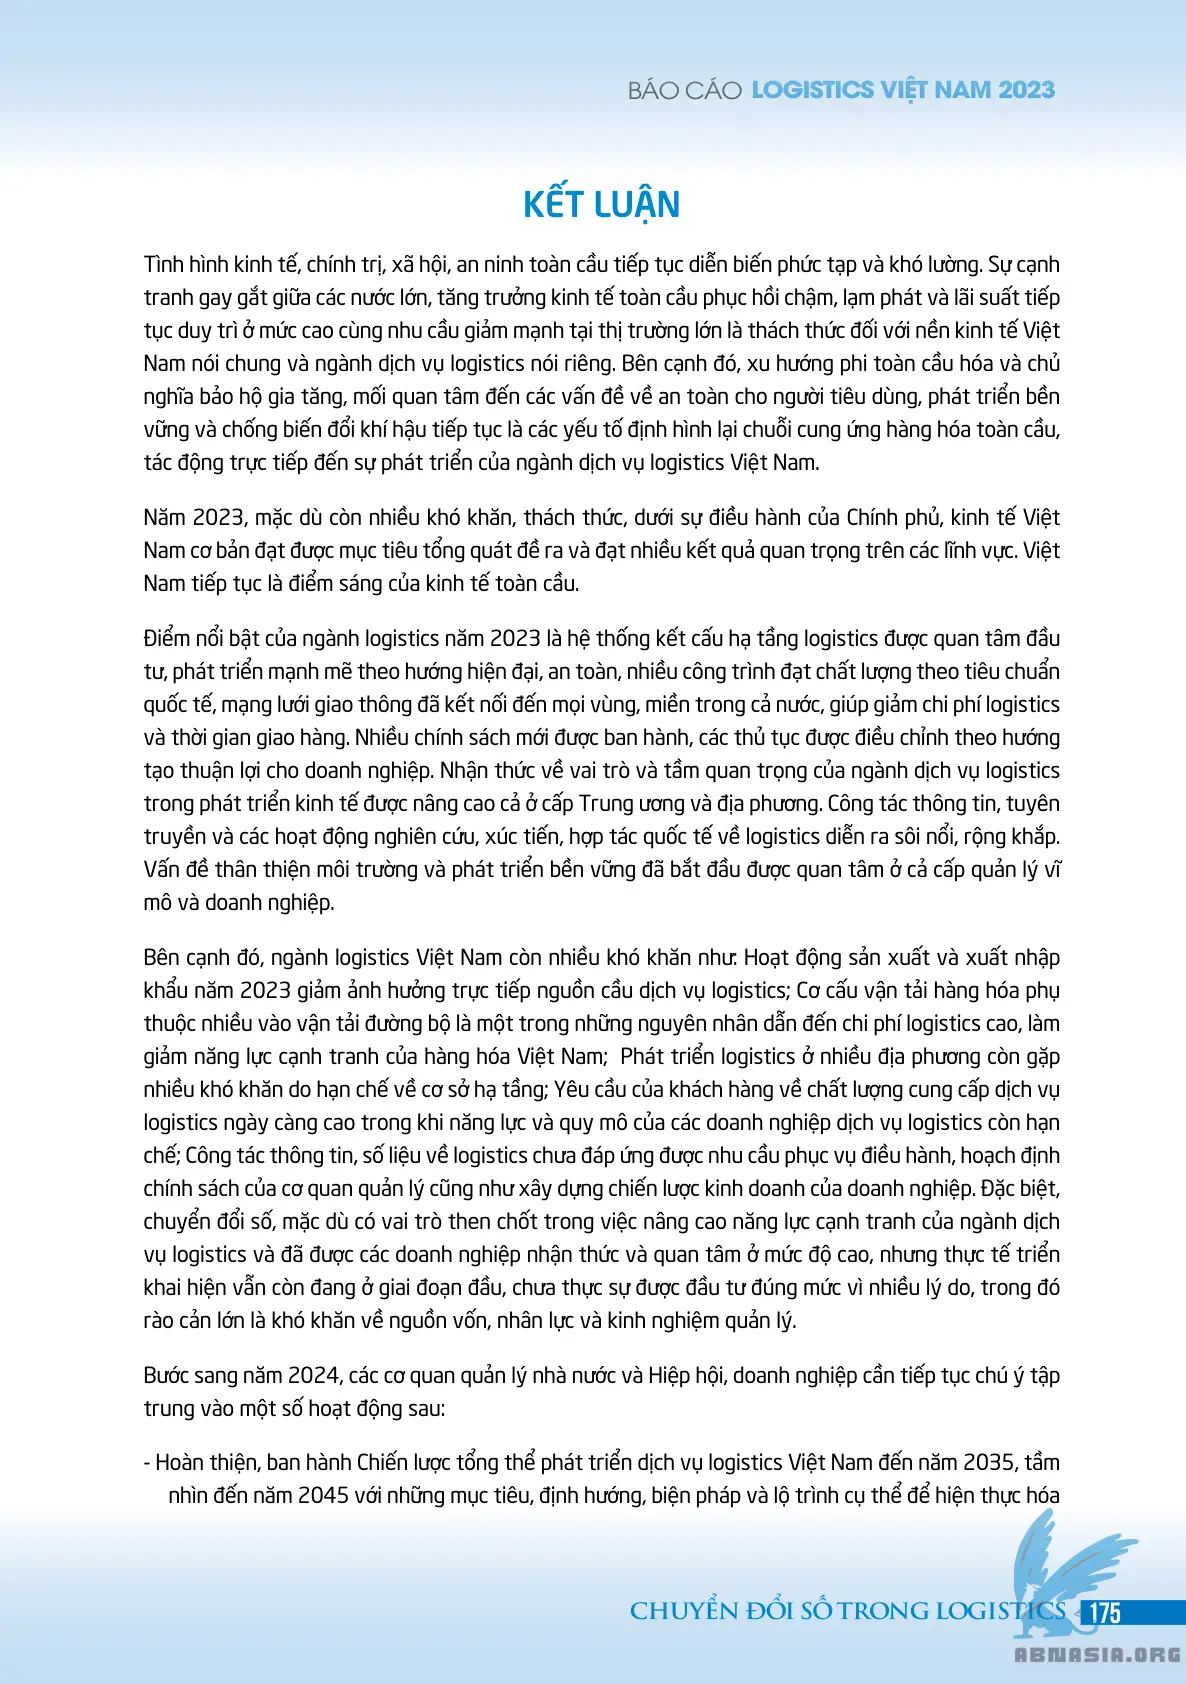 BÁO CÁO LOGISTICS VIỆT NAM 2023
KẾT LUẬN
Tình hình kinh tế, chính trị, xã hội, an ninh toàn cầu tiếp tục diễn biến phức tạp và khó lường. Sự cạnh
tranh gay gắt giữa các nước lớn, tăng trưởng kinh tế toàn cầu phục hồi chậm, lạm phát và lãi suất tiếp
tục duy trì ở mức cao cùng nhu cầu giảm mạnh tại thị trường lớn là thách thức đối với nền kinh tế Việt
Nam nói chung và ngành dịch vụ logistics nói riêng. Bên cạnh đó, xu hướng phi toàn cầu hóa và chủ
nghĩa bảo hộ gia tăng, mối quan tâm đến các vấn đề về an toàn cho người tiêu dùng, phát triển bền
vững và chống biến đổi khí hậu tiếp tục là các yếu tố định hình lại chuỗi cung ứng hàng hóa toàn cầu,
tác động trực tiếp đến sự phát triển của ngành dịch vụ logistics Việt Nam.
Năm 2023, mặc dù còn nhiều khó khăn, thách thức, dưới sự điều hành của Chính phủ, kinh tế Việt
Nam cơ bản đạt được mục tiêu tổng quát đề ra và đạt nhiều kết quả quan trọng trên các lĩnh vực. Việt
Nam tiếp tục là điểm sáng của kinh tế toàn cầu.
Điểm nổi bật của ngành logistics năm 2023 là hệ thống kết cấu hạ tầng logistics được quan tâm đầu
tư, phát triển mạnh mẽ theo hướng hiện đại, an toàn, nhiều công trình đạt chất lượng theo tiêu chuẩn
quốc tế, mạng lưới giao thông đã kết nối đến mọi vùng, miền trong cả nước, giúp giảm chi phí logistics
và thời gian giao hàng. Nhiều chính sách mới được ban hành, các thủ tục được điều chỉnh theo hướng
tạo thuận lợi cho doanh nghiệp. Nhận thức về vai trò và tầm quan trọng của ngành dịch vụ logistics
trong phát triển kinh tế được nâng cao cả ở cấp Trung ương và địa phương. Công tác thông tin, tuyên
truyền và các hoạt động nghiên cứu, xúc tiến, hợp tác quốc tế về logistics diễn ra sôi nổi, rộng khắp.
Vấn đề thân thiện môi trường và phát triển bền vững đã bắt đầu được quan tâm ở cả cấp quản lý vĩ
mô và doanh nghiệp.
Bên cạnh đó, ngành logistics Việt Nam còn nhiều khó khăn như: Hoạt động sản xuất và xuất nhập
khẩu năm 2023 giảm ảnh hưởng trực tiếp nguồn cầu dịch vụ logistics; Cơ cấu vận tải hàng hóa phụ
thuộc nhiều vào vận tải đường bộ là một trong những nguyên nhân dẫn đến chi phí logistics cao, làm
giảm năng lực cạnh tranh của hàng hóa Việt Nam; Phát triển logistics ở nhiều địa phương còn gặp
nhiều khó khăn do hạn chế về cơ sở hạ tầng; Yêu cầu của khách hàng về chất lượng cung cấp dịch vụ
logistics ngày càng cao trong khi năng lực và quy mô của các doanh nghiệp dịch vụ logistics còn hạn
chế; Công tác thông tin, số liệu về logistics chưa đáp ứng được nhu cầu phục vụ điều hành, hoạch định
chính sách của cơ quan quản lý cũng như xây dựng chiến lược kinh doanh của doanh nghiệp. Đặc biệt,
chuyển đổi số, mặc dù có vai trò then chốt trong việc nâng cao năng lực cạnh tranh của ngành dịch
vụ logistics và đã được các doanh nghiệp nhận thức và quan tâm ở mức độ cao, nhưng thực tế triển
khai hiện vẫn còn đang ở giai đoạn đầu, chưa thực sự được đầu tư đúng mức vì nhiều lý do, trong đó
rào cản lớn là khó khăn về nguồn vốn, nhân lực và kinh nghiệm quản lý.
Bước sang năm 2024, các cơ quan quản lý nhà nước và Hiệp hội, doanh nghiệp cần tiếp tục chú ý tập
trung vào một số hoạt động sau:
- Hoàn thiện, ban hành Chiến lược tổng thể phát triển dịch vụ logistics Việt Nam đến năm 2035, tầm
nhìn đến năm 2045 với những mục tiêu, định hướng, biện pháp và lộ trình cụ thể để hiện thực hóa
CHUYỂN ĐỔI SỐ TRONG LOGISTICS 175
ABNASIA.ORG